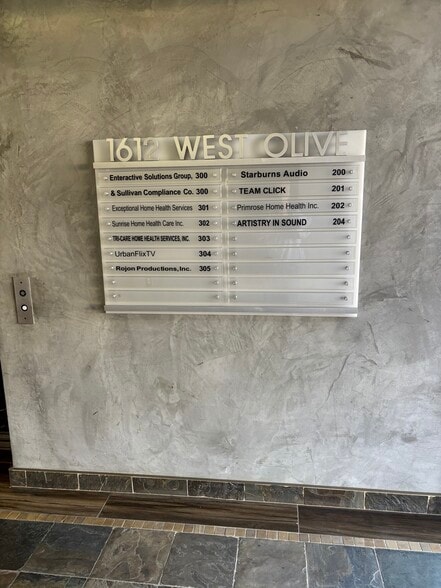 1612 WEST OLIVE
Enteractive Solutions Group, 300
& Sullivan Compliance Co. 300
Exceptional Home Health Services 301
Sunrise Home Health Care Inc. 302
TRI-CARE HOME HEALTH SERVICES, INC. 303
UrbanFlixTV 304
Rojon Productions, Inc. 305
Starburns Audio 200
TEAM CLICK 201
Primrose Home Health Inc. 202
ARTISTRY IN SOUND 204